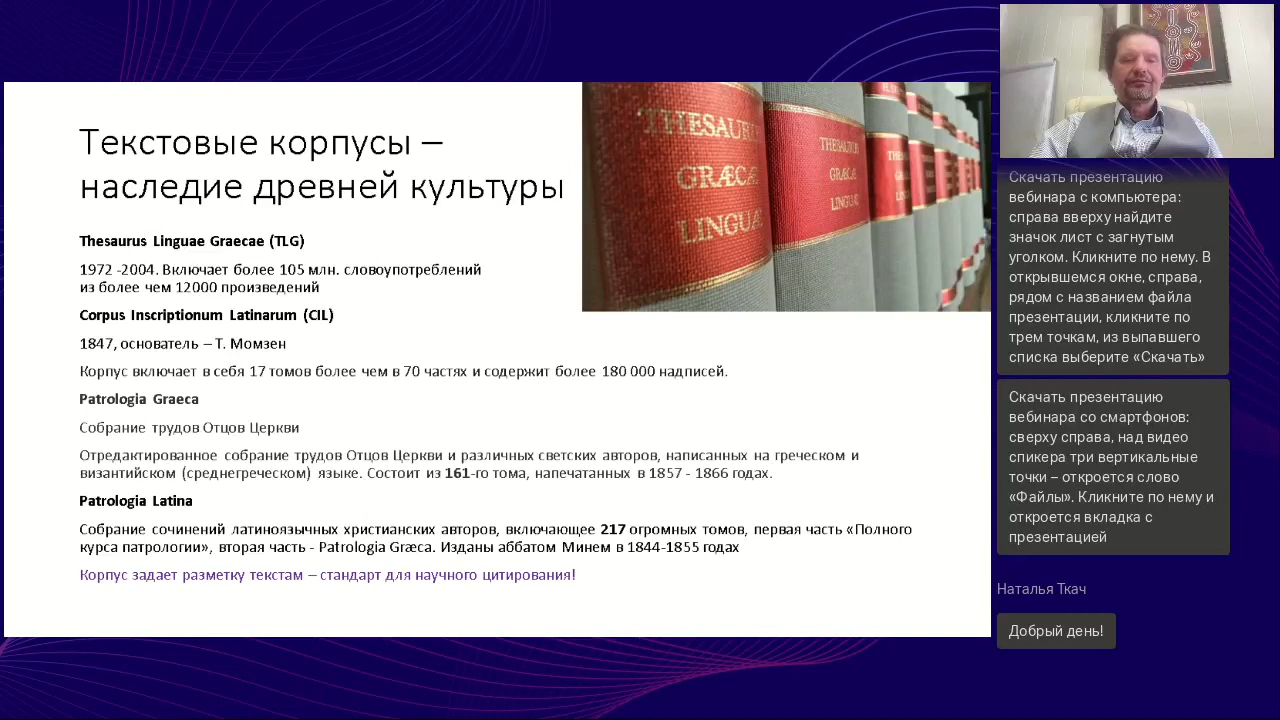 Текстовые корпусы –
наследие древней культуры
Thesaurus Linguae Graecae (TLG)
1972 -2004. Включает более 105 млн. словоупотреблений
из более чем 12000 произведений
Corpus Inscriptionum Latinarum (CIL)
1847, основатель – Т. Момзен
Корпус включает в себя 17 томов более чем в 70 частях и содержит более 180 000 надписей.
Patrologia Graeca
Собрание трудов Отцов Церкви
Отредактированное собрание трудов Отцов Церкви и различных светских авторов, написанных на греческом и
византийском (среднегреческом) языке. Состоит из 161-го тома, напечатанных в 1857 - 1866 годах.
Patrologia Latina
Собрание сочинений латиноязычных христианских авторов, включающее 217 огромных томов, первая часть «Полного
курса патрологии», вторая часть - Patrologia Græca. Изданы аббатом Минем в 1844-1855 годах
Корпус задает разметку текстам – стандарт для научного цитирования!
THESAURU
GRÆCÆ
LINGUÆ
THESAURUS
GRÆCÆ
LINGUÆ
Скачать презентацию
вебинара с компьютера:
справа вверху найдите
значок лист с загнутым
уголком. Кликните по нему. В
открывшемся окне, справа,
рядом с названием файла
презентации, кликните по
трем точкам, из выпавшего
списка выберите «Скачать»
Скачать презентацию
вебинара со смартфонов:
сверху справа, над видео
спикера три вертикальные
точки – откроется слово
«Файлы». Кликните по нему и
откроется вкладка с
презентацией
Наталья Ткач
Добрый день!